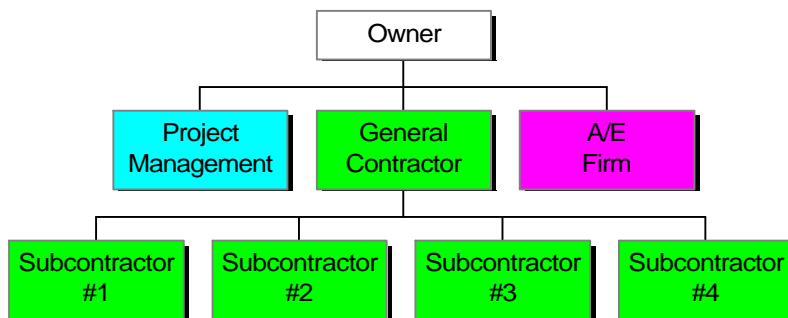 Owner
Project
Management
General
Contractor
A/E
Firm
Subcontractor
#1
Subcontractor
#2
Subcontractor
#3
Subcontractor
#4